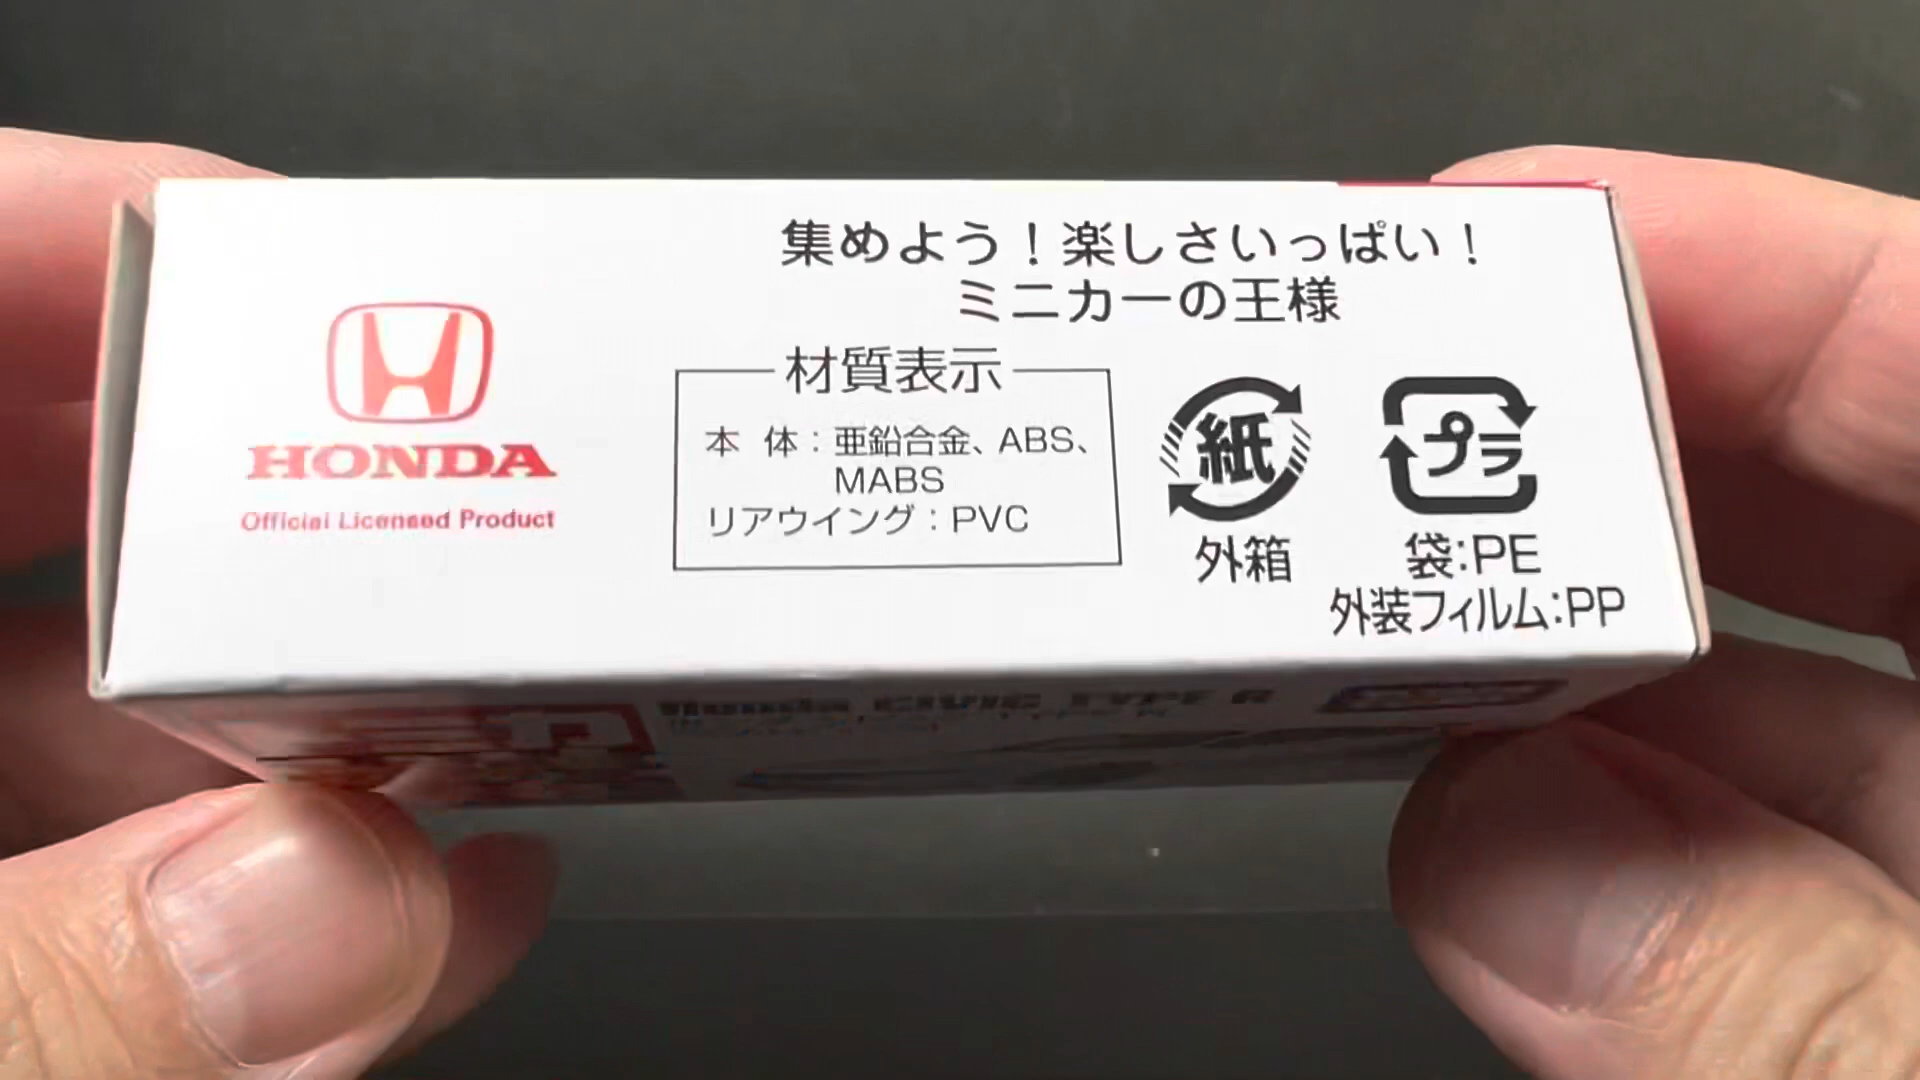 集めよう！楽しさいっぱい！
ミニカーの王様
HONDA
Official Licensed Product
材質表示
本 体：亜鉛合金、ABS、
MABS
リアウイング：PVC
紙
外箱
プラ
袋:PE
外装フィルム:PP